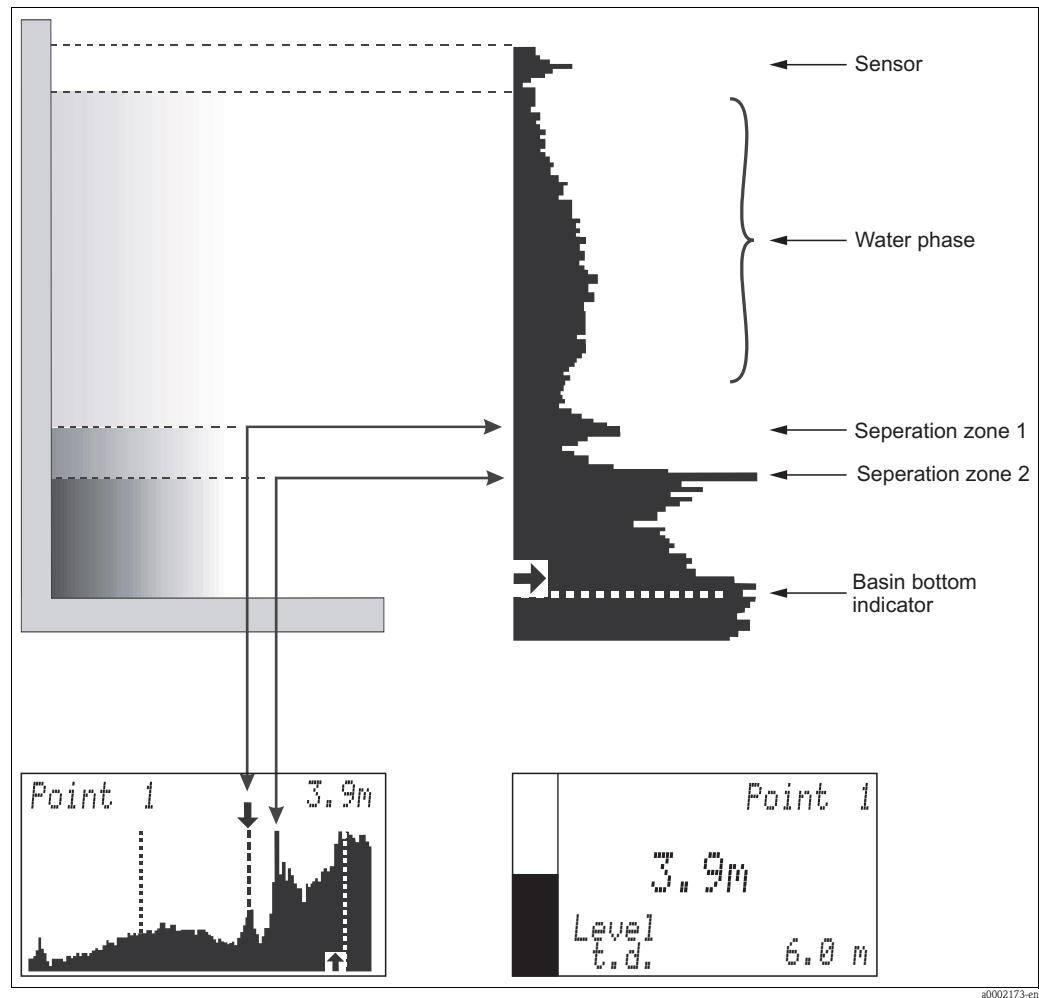 Sensor
Water phase
Seperation zone 1
Seperation zone 2
Basin bottom
indicator
Point 1 3.9m
Point 1
3.9m
Level
t.d. 6.0 m
a0002173-en